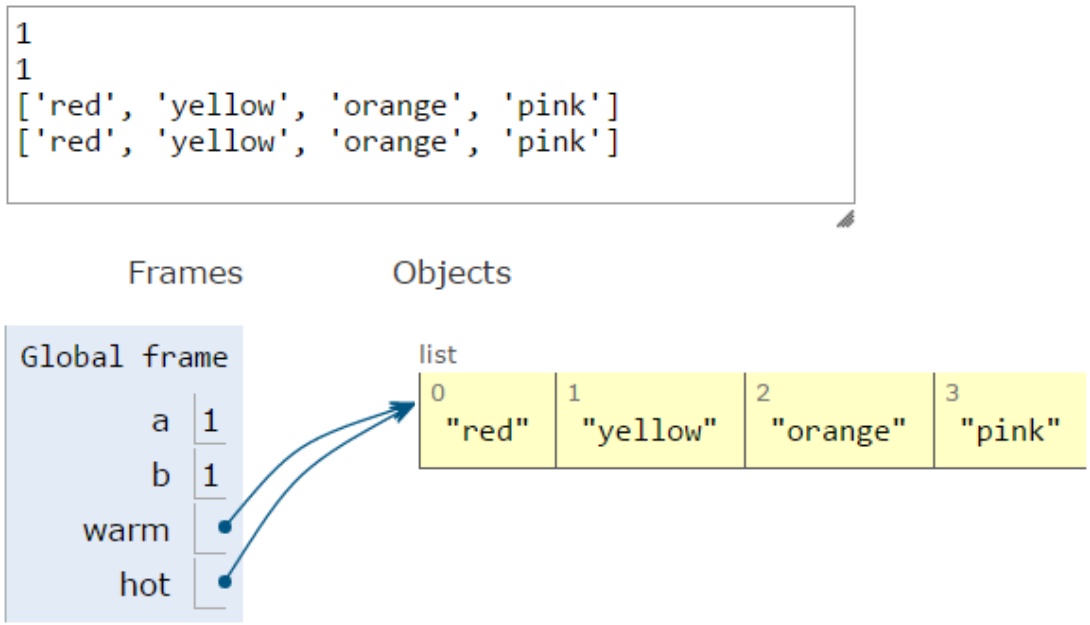 1
1
['red', 'yellow', 'orange', 'pink']
['red', 'yellow', 'orange', 'pink']
Frames Objects
Global frame
a 1
b 1
warm
hot
list
0 1 2 3
"red" "yellow" "orange" "pink"